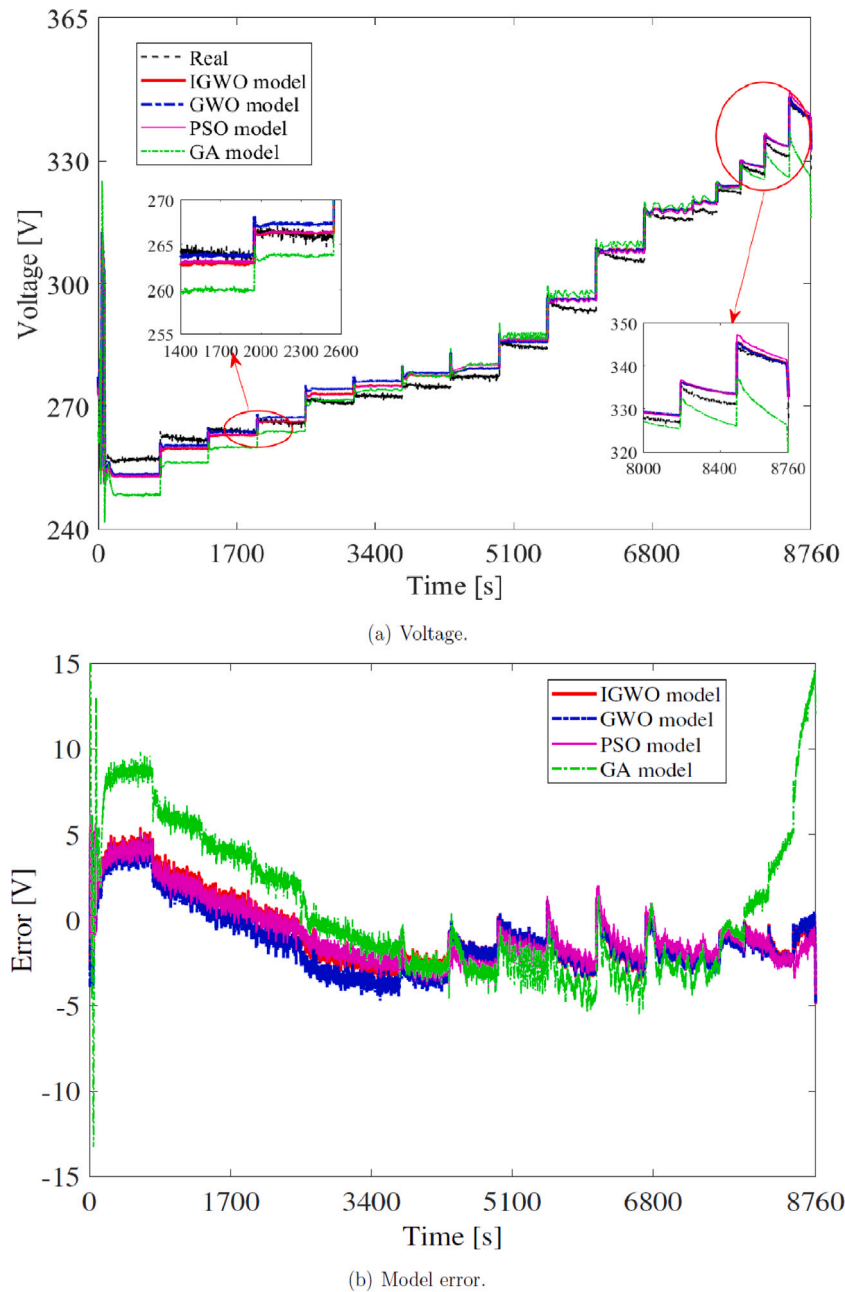 365
330
300
270
240
Voltage [V]
Real
IGWO model
GWO model
PSO model
GA model
270
267
264
260
255
1400 1700 2000 2300 2600
350
340
330
320
8000 8400 8760
0 1700 3400 5100 6800 8760
Time [s]
(a) Voltage.
15
10
5
0
-5
-10
-15
Error [V]
IGWO model
GWO model
PSO model
GA model
0 1700 3400 5100 6800 8760
Time [s]
(b) Model error.